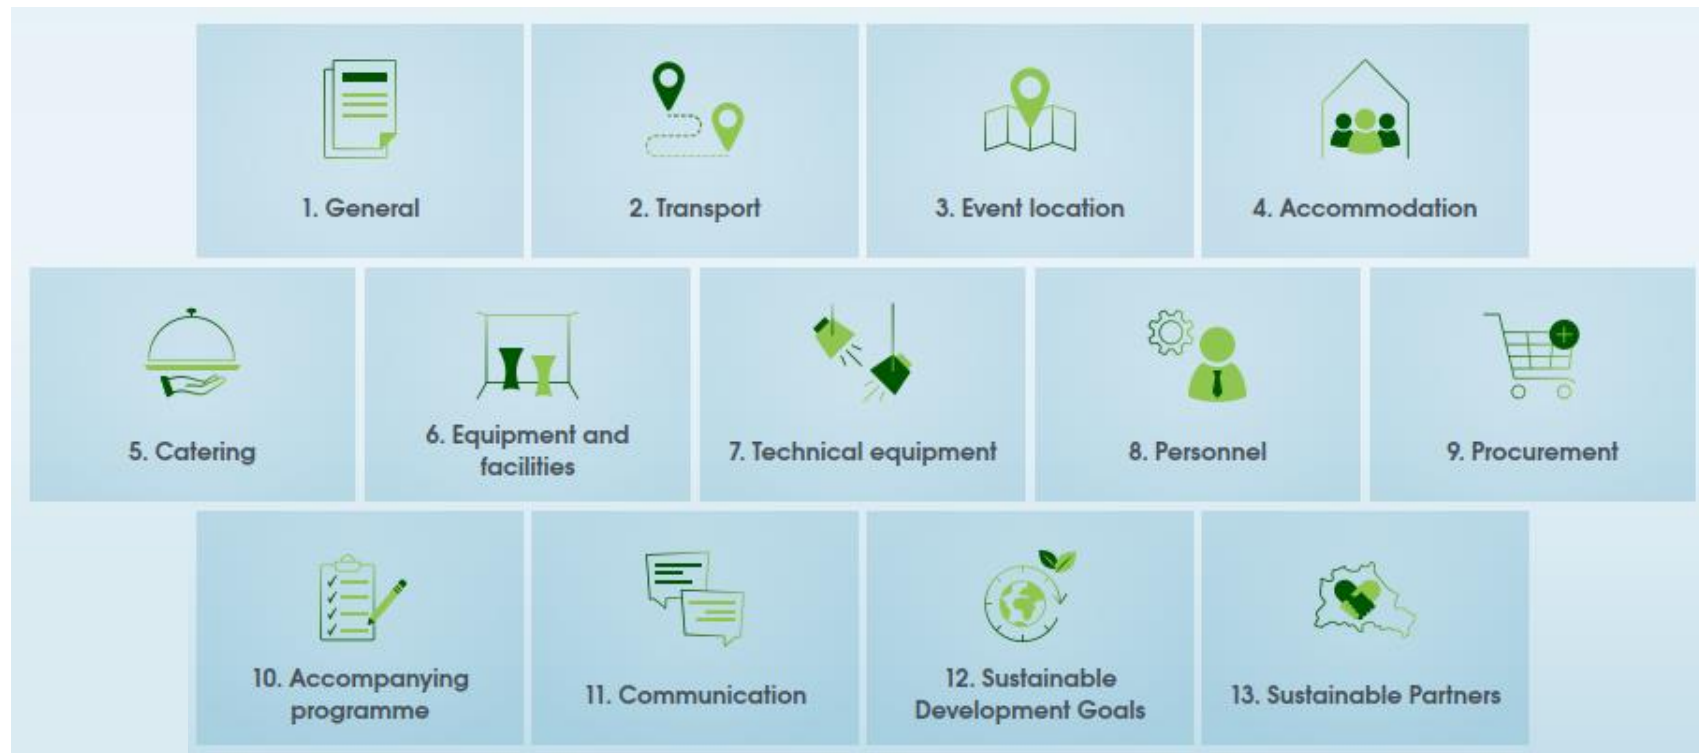 1. General
2. Transport
3. Event location
4. Accommodation
5. Catering
6. Equipment and
facilities
7. Technical equipment
8. Personnel
9. Procurement
10. Accompanying
programme
11. Communication
12. Sustainable
Development Goals
13. Sustainable Partners